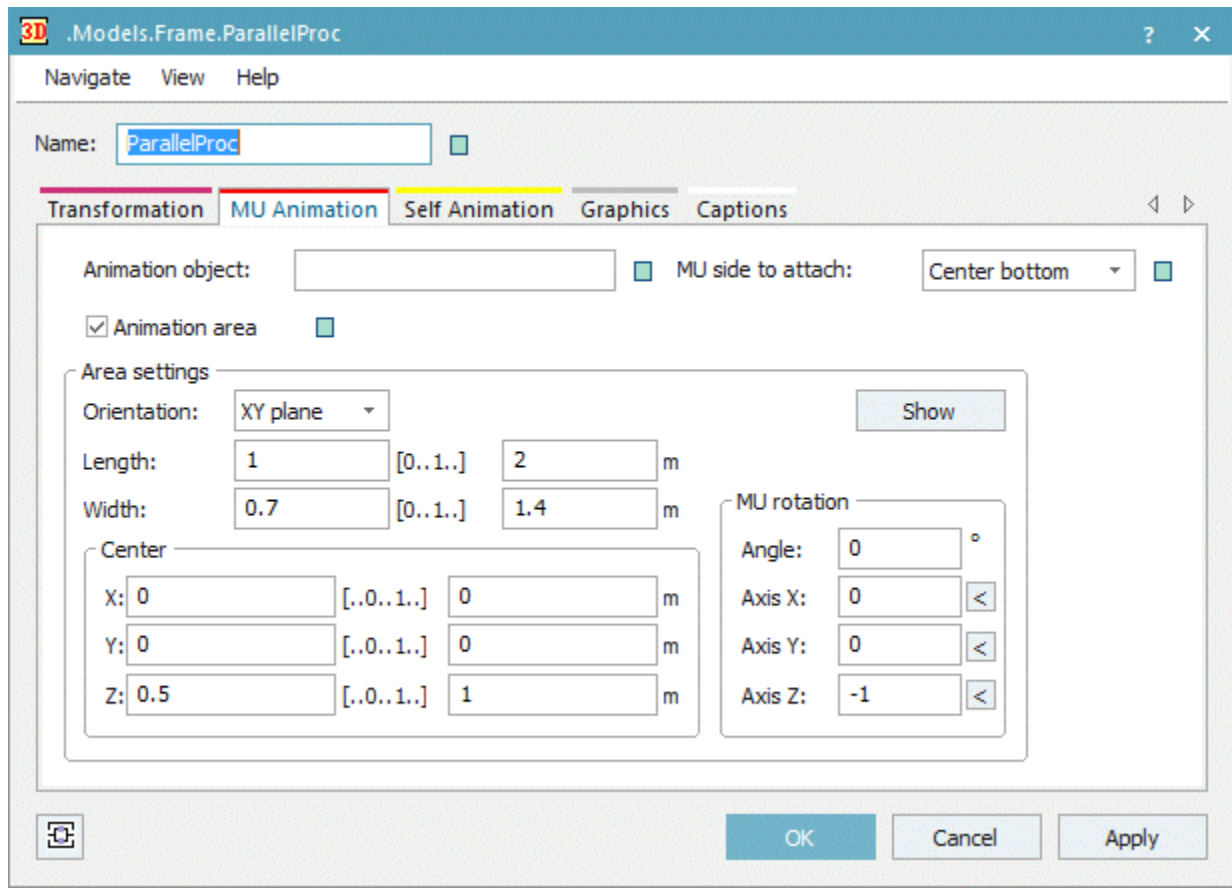 3D .Models.Frame.ParallelProc ? ×
Navigate View Help
Name: ParallelProc
Transformation MU Animation Self Animation Graphics Captions
Animation object: MU side to attach: Center bottom
Animation area
Area settings
Orientation: XY plane Show
Length: 1 [0..1..] 2 m
Width: 0.7 [0..1..] 1.4 m
MU rotation
Center
Angle: 0 °
X: 0 [..0..1..] 0 m Axis X: 0 <
Y: 0 [..0..1..] 0 m Axis Y: 0 <
Z: 0.5 [..0..1..] 1 m Axis Z: -1 <
OK Cancel Apply